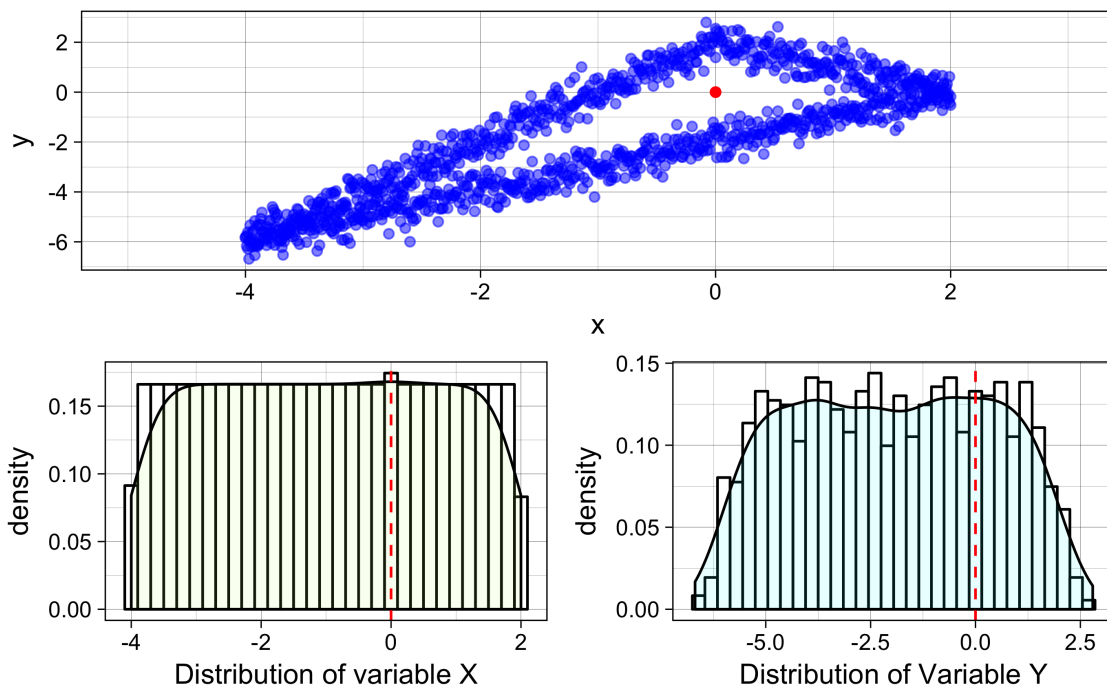 y
2
0
-2
-4
-6
-4 -2 0 2
x
density
0.15
0.10
0.05
0.00
-4 -2 0 2
Distribution of variable X
density
0.15
0.10
0.05
0.00
-5.0 -2.5 0.0 2.5
Distribution of Variable Y